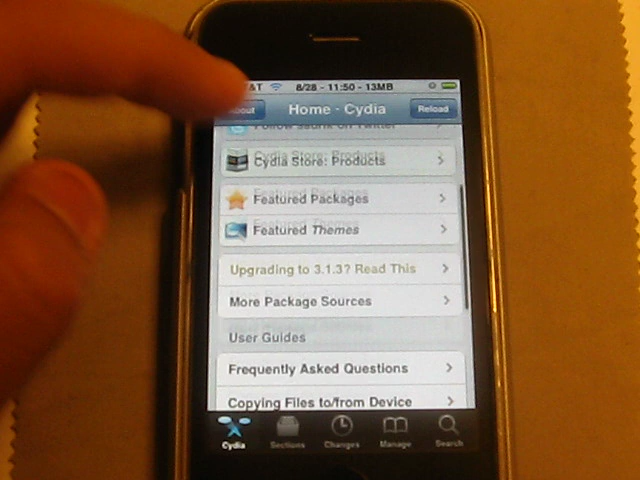 AT&T 8/28 - 11:50 - 13MB
About Home - Cydia Reload
Follow saurik on Twitter
Cydia Store: Products
Featured Packages
Featured Themes
Upgrading to 3.1.3? Read This
More Package Sources
User Guides
Frequently Asked Questions
Copying Files to/from Device
Cydia Sections Changes Manage Search